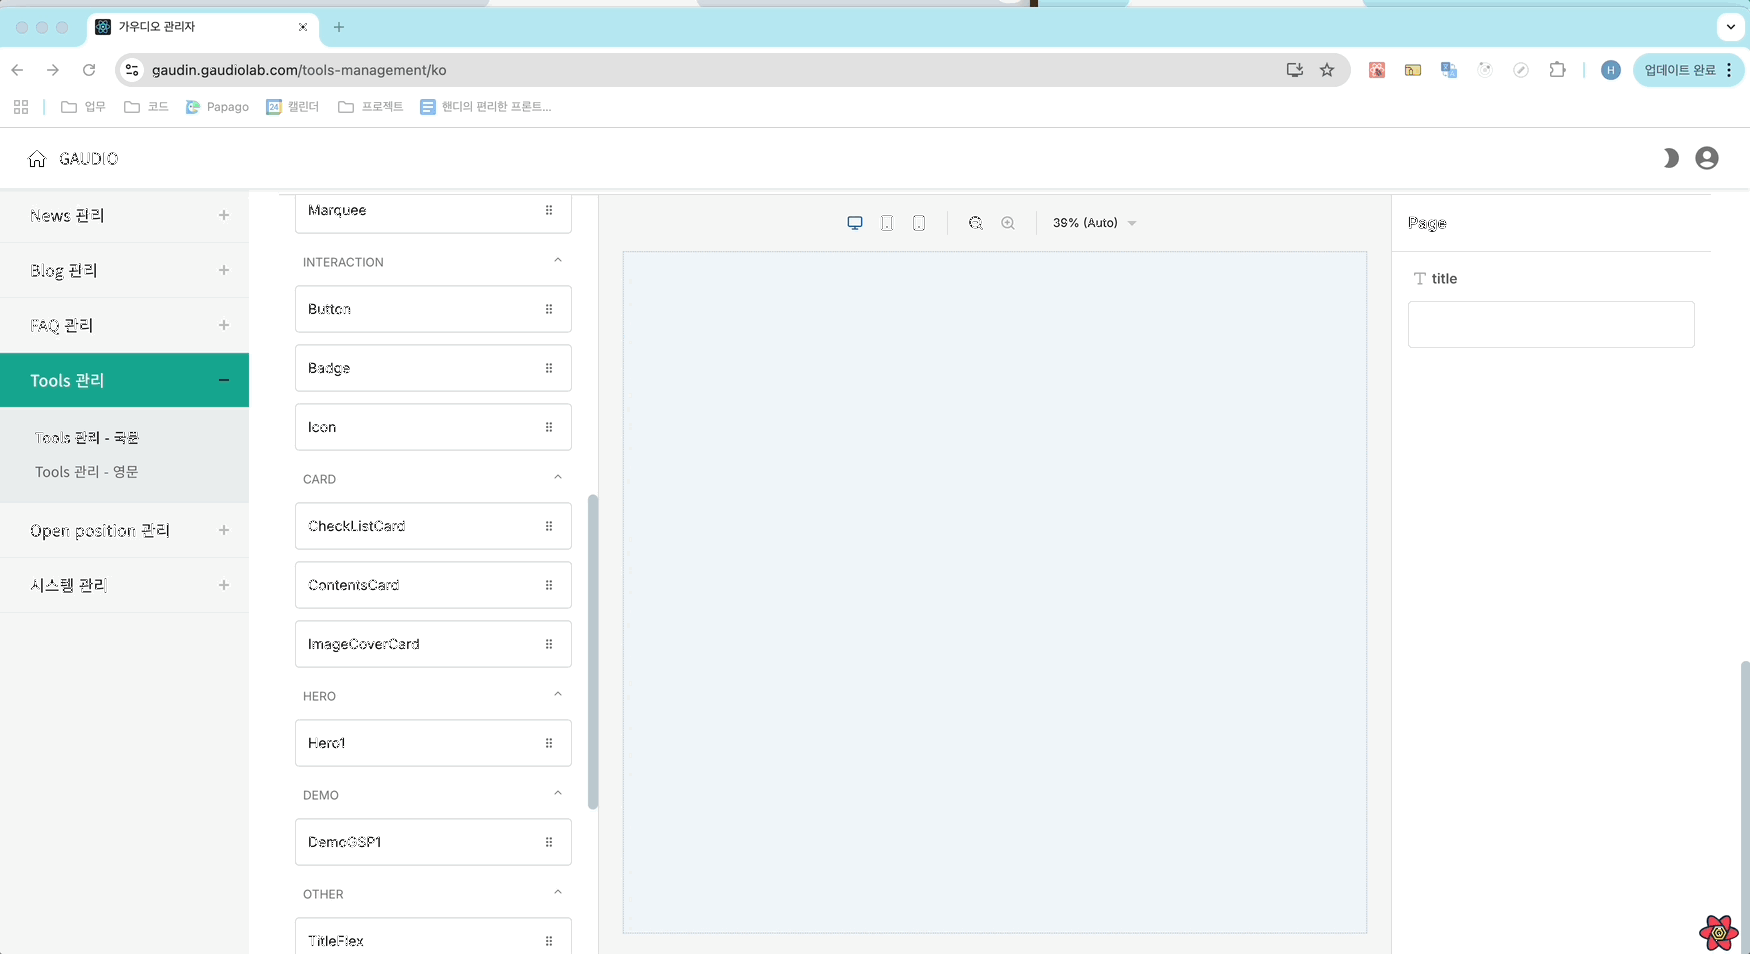 가우디오 관리자
gaudin.gaudiolab.com/tools-management/ko
H
업데이트 완료
업무
코드
Papago
24
캘린더
프로젝트
핸디의 편리한 프론트...
GAUDIO
News 관리
Blog 관리
FAQ 관리
Tools 관리
Tools 관리 - 국문
Tools 관리 - 영문
Open position 관리
시스템 관리
Marquee
INTERACTION
Button
Badge
Icon
CARD
CheckListCard
ContentsCard
ImageCoverCard
HERO
Hero1
DEMO
DemoGSP1
OTHER
TitleFlex
39% (Auto)
Page
title